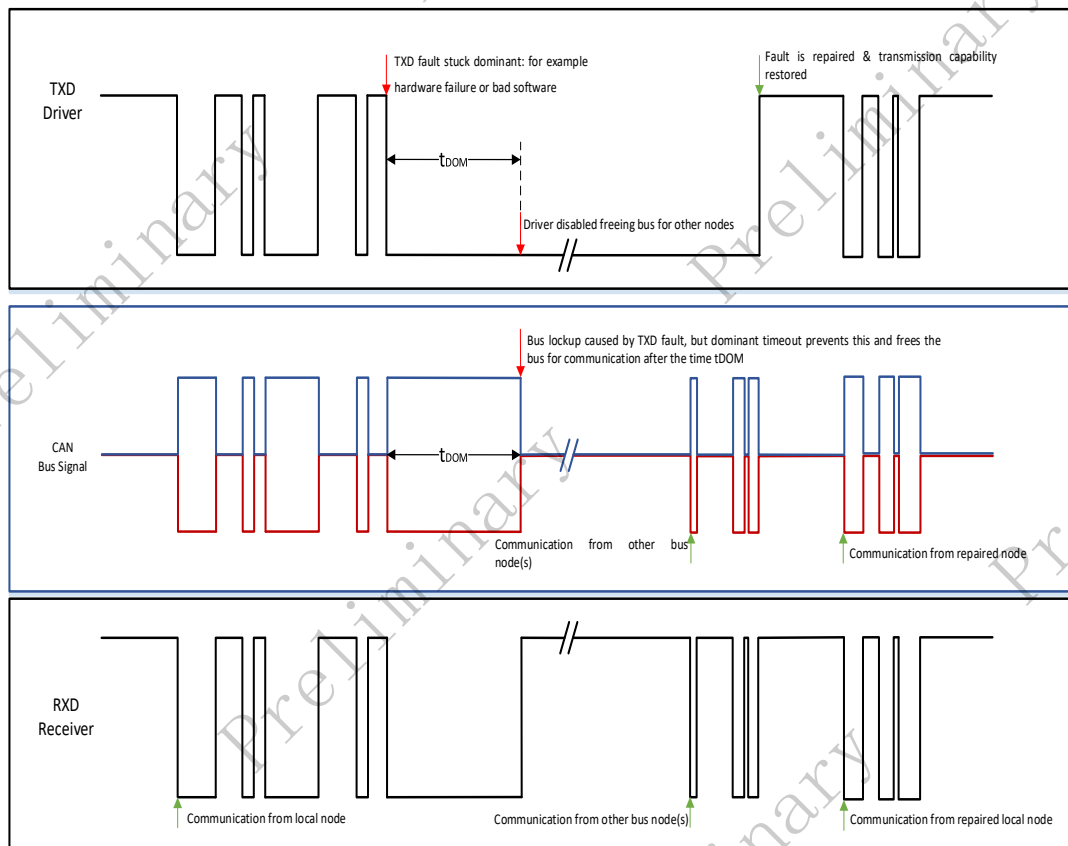 TXD
Driver
TXD fault stuck dominant: for example
hardware failure or bad software
Fault is repaired & transmission capability
restored
tDOM
Driver disabled freeing bus for other nodes
Bus lockup caused by TXD fault, but dominant timeout prevents this and frees the
bus for communication after the time tDOM
CAN
Bus Signal
tDOM
Communication from other bus
node(s)
Communication from repaired node
RXD
Receiver
Communication from local node
Communication from other bus node(s)
Communication from repaired local node
Preliminary
Preliminary
Preliminary